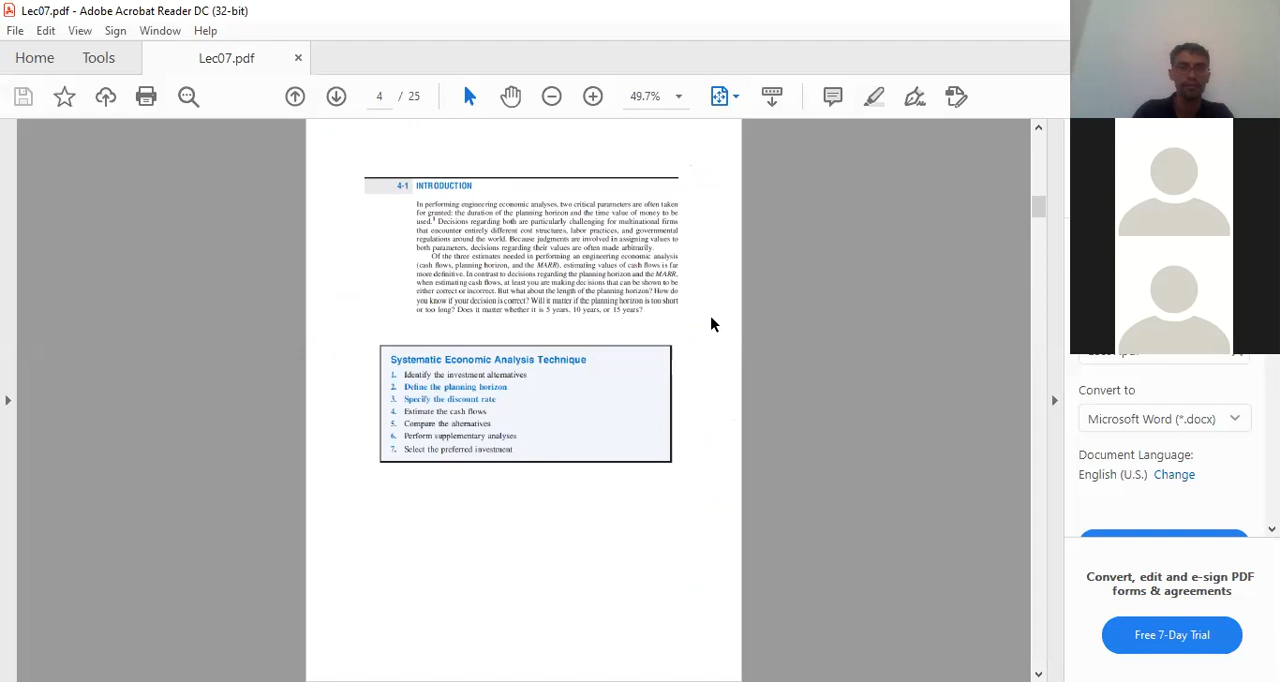 Lec07.pdf - Adobe Acrobat Reader DC (32-bit)
File Edit View Sign Window Help
Home Tools Lec07.pdf ×
4 / 25 49.7%
4-1 INTRODUCTION
In performing engineering economic analyses, two critical parameters are often taken
for granted: the duration of the planning horizon and the time value of money to be
used.1 Decisions regarding both are particularly challenging for multinational firms
that encounter entirely different cost structures, labor practices, and governmental
regulations around the world. Because judgments are involved in assigning values to
both parameters, decisions regarding their values are often made arbitrarily.
Of the three estimates needed in performing an engineering economic analysis
(cash flows, planning horizon, and the MARR), estimating values of cash flows is far
more definitive. In contrast to decisions regarding the planning horizon and the MARR,
when estimating cash flows, at least you are making decisions that can be shown to be
either correct or incorrect. But what about the length of the planning horizon? How do
you know if your decision is correct? Will it matter if the planning horizon is too short
or too long? Does it matter whether it is 5 years, 10 years, or 15 years?
Systematic Economic Analysis Technique
1. Identify the investment alternatives
2. Define the planning horizon
3. Specify the discount rate
4. Estimate the cash flows
5. Compare the alternatives
6. Perform supplementary analyses
7. Select the preferred investment
Convert to
Microsoft Word (*.docx)
Document Language:
English (U.S.) Change
Convert, edit and e-sign PDF
forms & agreements
Free 7-Day Trial